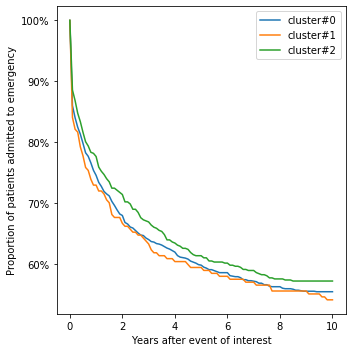 cluster#0
cluster#1
cluster#2
100%
90%
80%
70%
60%
Proportion of patients admitted to emergency
0
2
4
6
8
10
Years after event of interest